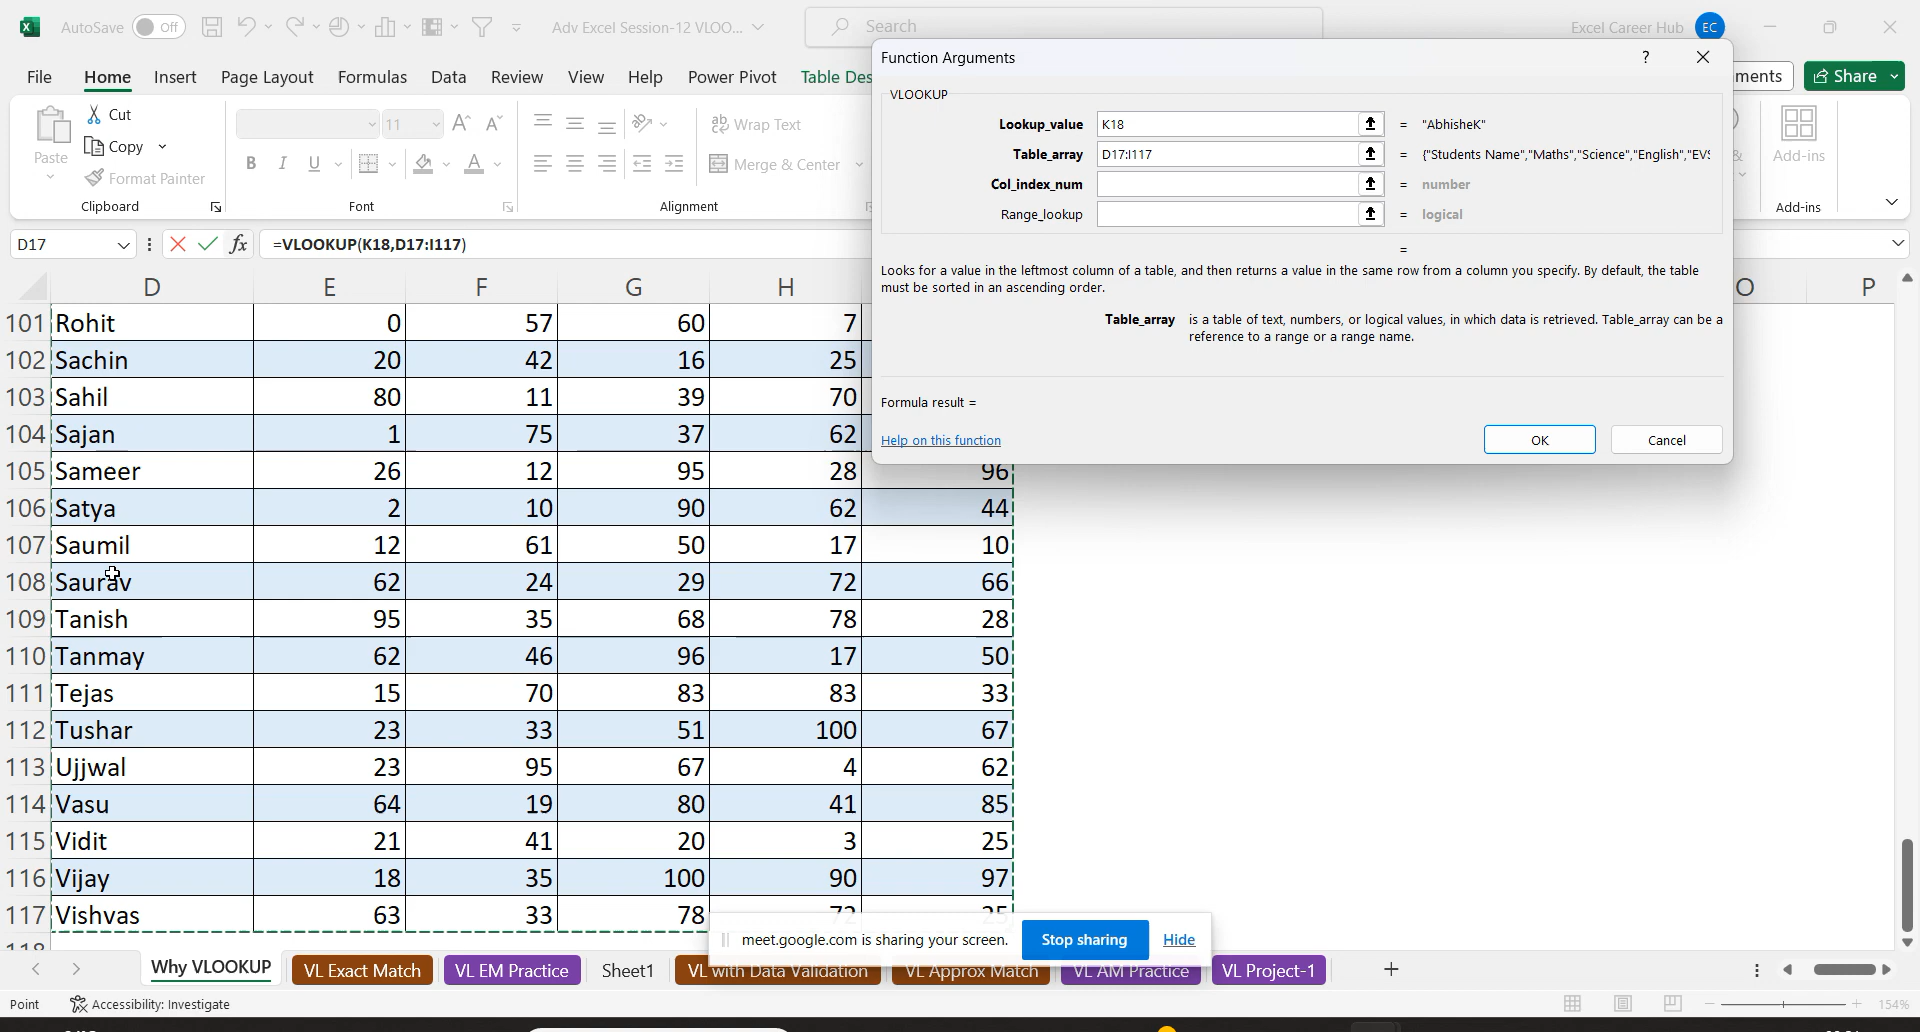 AutoSave Off Adv Excel Session-12 VLOO... Search Excel Career Hub EC
File Home Insert Page Layout Formulas Data Review View Help Power Pivot Table Des
ments Share
Paste Cut
Copy
Format Painter
Clipboard
11
B I U
Font
Wrap Text
Merge & Center
Alignment
Add-ins
Add-ins
Function Arguments
VLOOKUP
Lookup_value K18 = "AbhisheK"
Table_array D17:I117 = {"Students Name","Maths","Science","English","EVS
Col_index_num = number
Range_lookup = logical
=
Looks for a value in the leftmost column of a table, and then returns a value in the same row from a column you specify. By default, the table
must be sorted in an ascending order.
Table_array is a table of text, numbers, or logical values, in which data is retrieved. Table_array can be a
reference to a range or a range name.
Formula result =
Help on this function OK Cancel
D17 fx =VLOOKUP(K18,D17:I117)
D E F G H O P
101 Rohit 0 57 60 7
102 Sachin 20 42 16 25
103 Sahil 80 11 39 70
104 Sajan 1 75 37 62
105 Sameer 26 12 95 28 96
106 Satya 2 10 90 62 44
107 Saumil 12 61 50 17 10
108 Saurav 62 24 29 72 66
109 Tanish 95 35 68 78 28
110 Tanmay 62 46 96 17 50
111 Tejas 15 70 83 83 33
112 Tushar 23 33 51 100 67
113 Ujjwal 23 95 67 4 62
114 Vasu 64 19 80 41 85
115 Vidit 21 41 20 3 25
116 Vijay 18 35 100 90 97
117 Vishvas 63 33 78 72 25
118
meet.google.com is sharing your screen. Stop sharing Hide
Why VLOOKUP VL Exact Match VL EM Practice Sheet1 VL with Data Validation VL Approx Match VL AM Practice VL Project-1
Point Accessibility: Investigate 154%